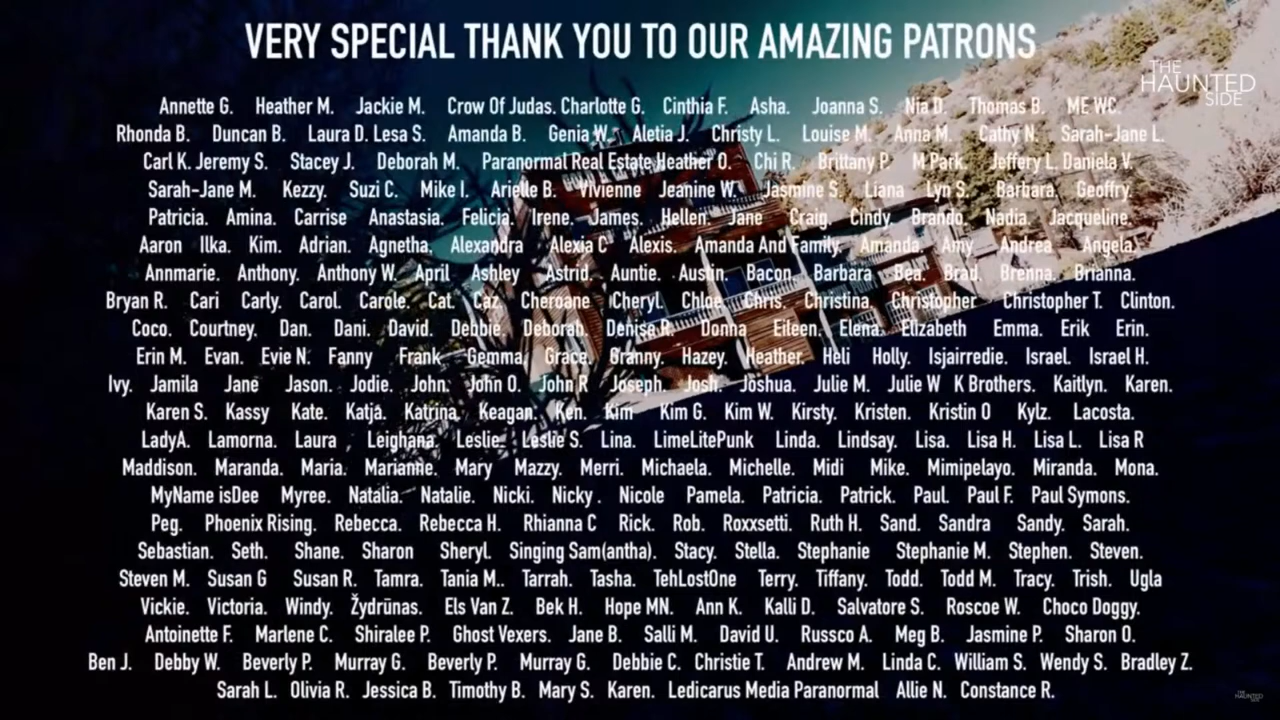 VERY SPECIAL THANK YOU TO OUR AMAZING PATRONS
THE
HAUNTED
SIDE
Annette G. Heather M. Jackie M. Crow Of Judas. Charlotte G. Cinthia F. Asha. Joanna S. Nia D. Thomas B. ME WC.
Rhonda B. Duncan B. Laura D. Lesa S. Amanda B. Genia W. Aletia J. Christy L. Louise M. Anna M. Cathy N. Sarah-Jane L.
Carl K. Jeremy S. Stacey J. Deborah M. Paranormal Real Estate Heather O. Chi R. Brittany P. M Park. Jeffery L. Daniela V.
Sarah-Jane M. Kezzy. Suzi C. Mike I. Arielle B. Vivienne Jeanine W. Jasmine S. Liana Lyn S. Barbara. Geoffry.
Patricia. Amina. Carrise Anastasia. Felicia. Irene. James. Hellen. Jane Craig. Cindy. Brando. Nadia. Jacqueline.
Aaron Ilka. Kim. Adrian. Agnetha. Alexandra Alexia C Alexis. Amanda And Family. Amanda. Amy Andrea Angela.
Annmarie. Anthony. Anthony W. April Ashley Astrid. Auntie. Austin. Bacon Barbara Bea. Brad. Brenna. Brianna.
Bryan R. Cari Carly. Carol. Carole. Cat. Caz. Cheroane Cheryl. Chloe Chris. Christina. Christopher Christopher T. Clinton.
Coco. Courtney. Dan. Dani. David. Debbie. Deborah. Denise R. Donna Eileen. Elena. Elizabeth Emma. Erik Erin.
Erin M. Evan. Evie N. Fanny Frank Gemma Grace. Granny. Hazey. Heather. Heli Holly. Isjairredie. Israel. Israel H.
Ivy. Jamila Jane Jason. Jodie. John. John O. John R Joseph. Josh. Joshua. Julie M. Julie W K Brothers. Kaitlyn. Karen.
Karen S. Kassy Kate. Katja. Katrina. Keagan. Ken. Kim Kim G. Kim W. Kirsty. Kristen. Kristin O Kylz. Lacosta.
LadyA. Lamorna. Laura Leighana. Leslie. Leslie S. Lina. LimeLitePunk Linda. Lindsay. Lisa. Lisa H. Lisa L. Lisa R
Maddison. Maranda. Maria. Marianne. Mary Mazzy. Merri. Michaela. Michelle. Midi Mike. Mimipelayo. Miranda. Mona.
MyName isDee Myree. Natalia. Natalie. Nicki. Nicky . Nicole Pamela. Patricia. Patrick. Paul. Paul F. Paul Symons.
Peg. Phoenix Rising. Rebecca. Rebecca H. Rhianna C Rick. Rob. Roxxsetti. Ruth H. Sand. Sandra Sandy. Sarah.
Sebastian. Seth. Shane. Sharon Sheryl. Singing Sam(antha). Stacy. Stella. Stephanie Stephanie M. Stephen. Steven.
Steven M. Susan G Susan R. Tamra. Tania M.. Tarrah. Tasha. TehLostOne Terry. Tiffany. Todd. Todd M. Tracy. Trish. Ugla
Vickie. Victoria. Windy. Žydrūnas. Els Van Z. Bek H. Hope MN. Ann K. Kalli D. Salvatore S. Roscoe W. Choco Doggy.
Antoinette F. Marlene C. Shiralee P. Ghost Vexers. Jane B. Salli M. David U. Russco A. Meg B. Jasmine P. Sharon O.
Ben J. Debby W. Beverly P. Murray G. Beverly P. Murray G. Debbie C. Christie T. Andrew M. Linda C. William S. Wendy S. Bradley Z.
Sarah L. Olivia R. Jessica B. Timothy B. Mary S. Karen. Ledicarus Media Paranormal Allie N. Constance R.
THE
HAUNTED
SIDE